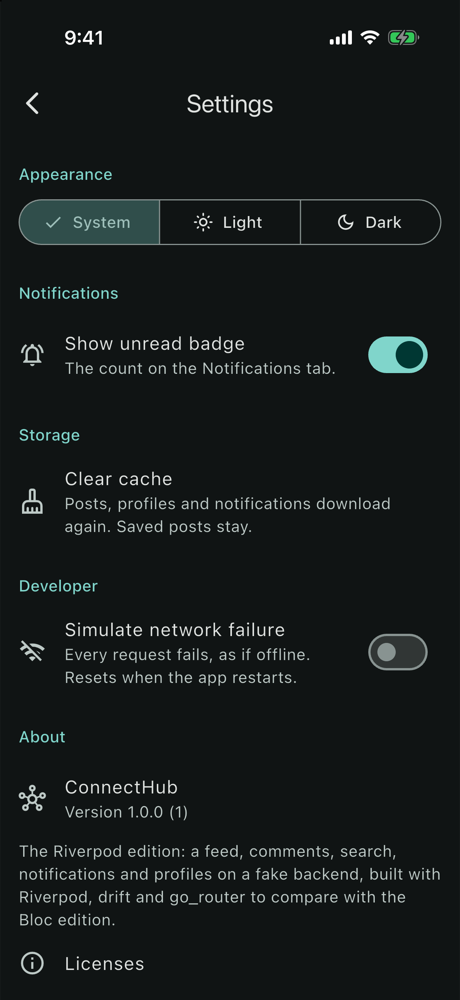 9:41
Settings
Appearance
System
Light
Dark
Notifications
Show unread badge
The count on the Notifications tab.
Storage
Clear cache
Posts, profiles and notifications download
again. Saved posts stay.
Developer
Simulate network failure
Every request fails, as if offline.
Resets when the app restarts.
About
ConnectHub
Version 1.0.0 (1)
The Riverpod edition: a feed, comments, search,
notifications and profiles on a fake backend, built with
Riverpod, drift and go_router to compare with the
Bloc edition.
Licenses